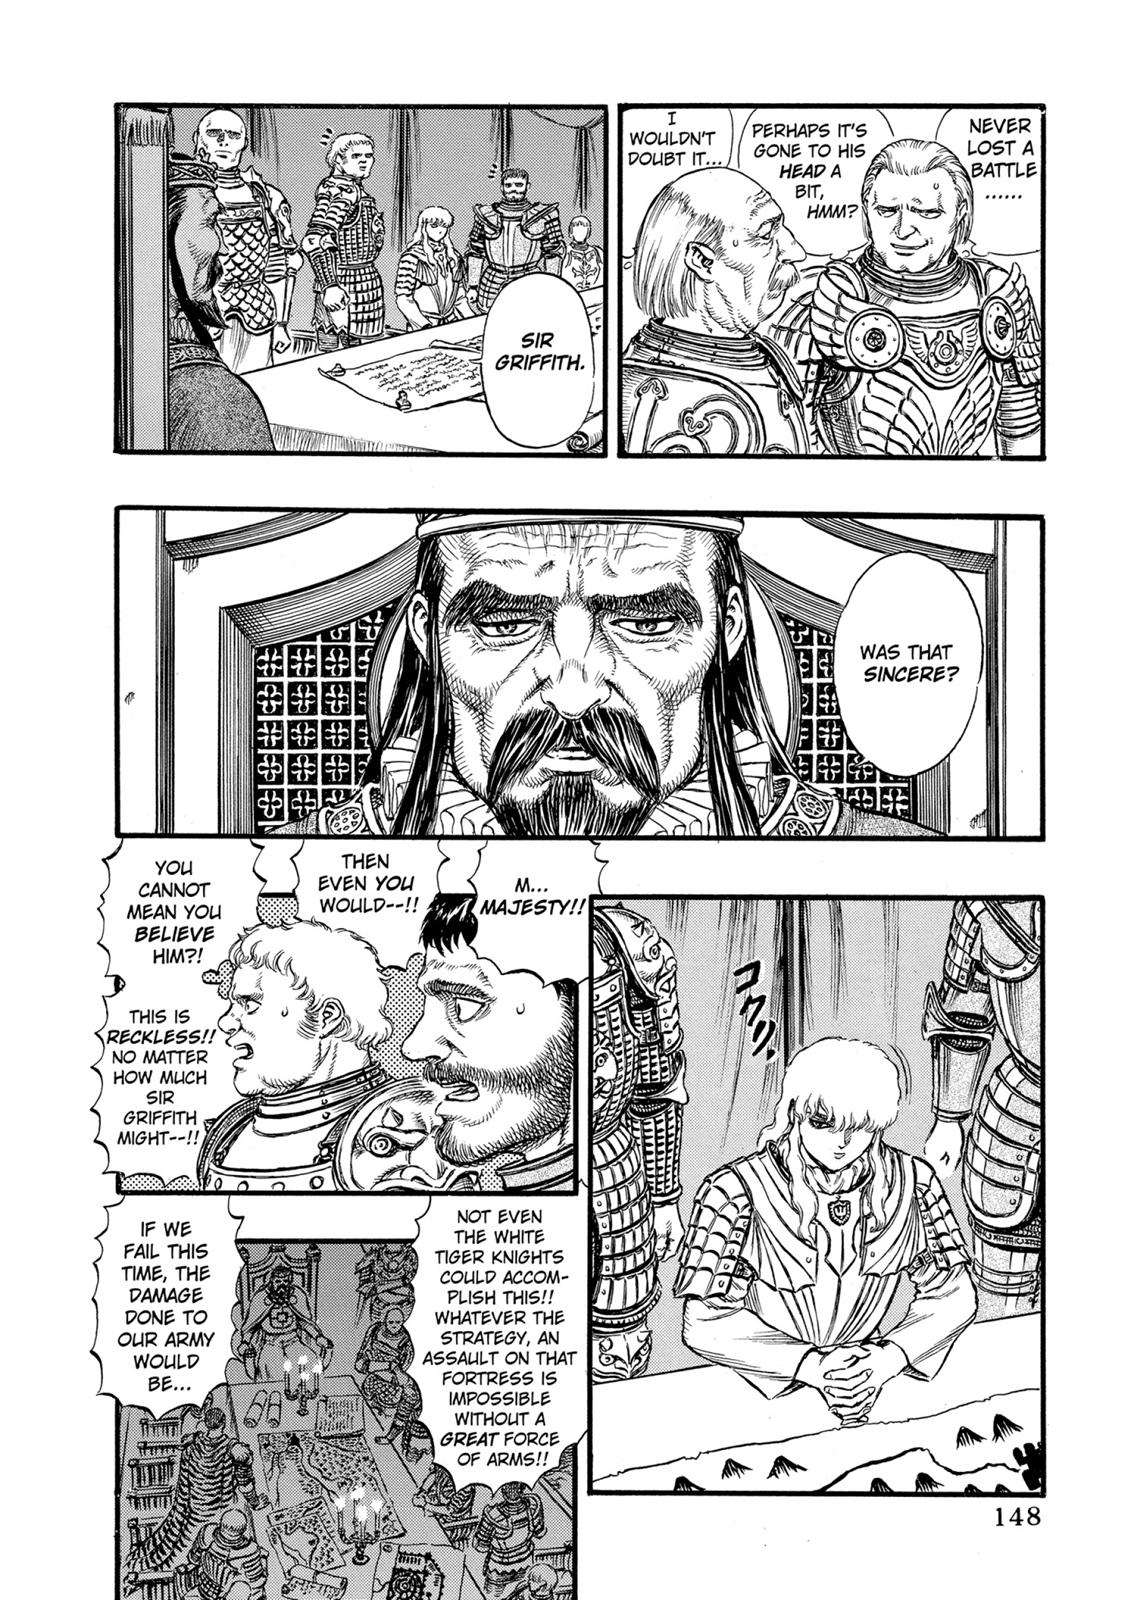 NEVER
LOST A
BATTLE
......
PERHAPS IT'S
GONE TO HIS
HEAD A
BIT,
HMM?
I
WOULDN'T
DOUBT IT...
SIR
GRIFFITH.
WAS THAT
SINCERE?
コクリ、
M...
MAJESTY!!
THEN
EVEN YOU
WOULD--!!
YOU
CANNOT
MEAN YOU
BELIEVE
HIM?!
THIS IS
RECKLESS!!
NO MATTER
HOW MUCH
SIR
GRIFFITH
MIGHT--!!
NOT EVEN
THE WHITE
TIGER KNIGHTS
COULD ACCOM-
PLISH THIS!!
WHATEVER THE
STRATEGY, AN
ASSAULT ON THAT
FORTRESS IS
IMPOSSIBLE
WITHOUT A
GREAT FORCE
OF ARMS!!
IF WE
FAIL THIS
TIME, THE
DAMAGE
DONE TO
OUR ARMY
WOULD
BE...
148